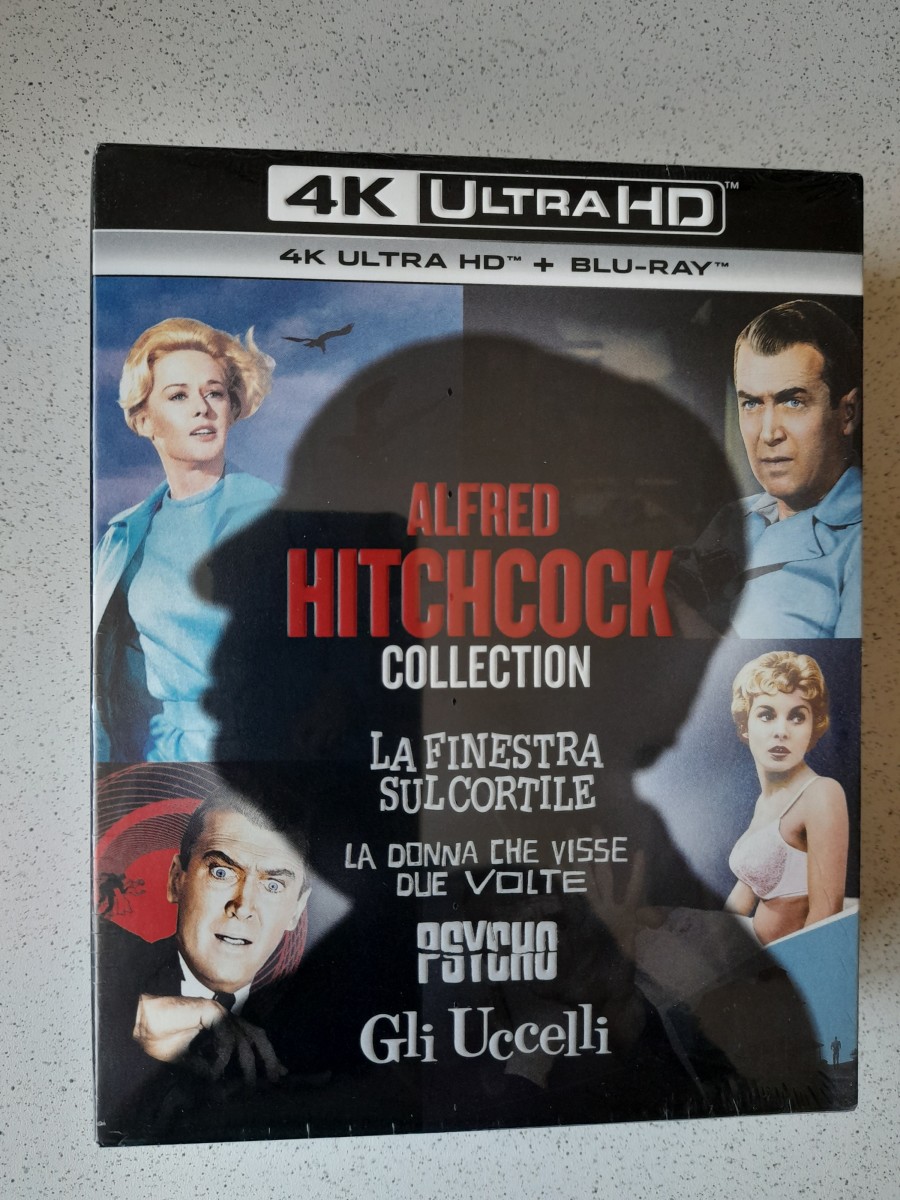 4K ULTRA HD™
4K ULTRA HD™ + BLU-RAY™
ALFRED
HITCHCOCK
COLLECTION
LA FINESTRA
SUL CORTILE
LA DONNA CHE VISSE
DUE VOLTE
PSYCHO
Gli Uccelli